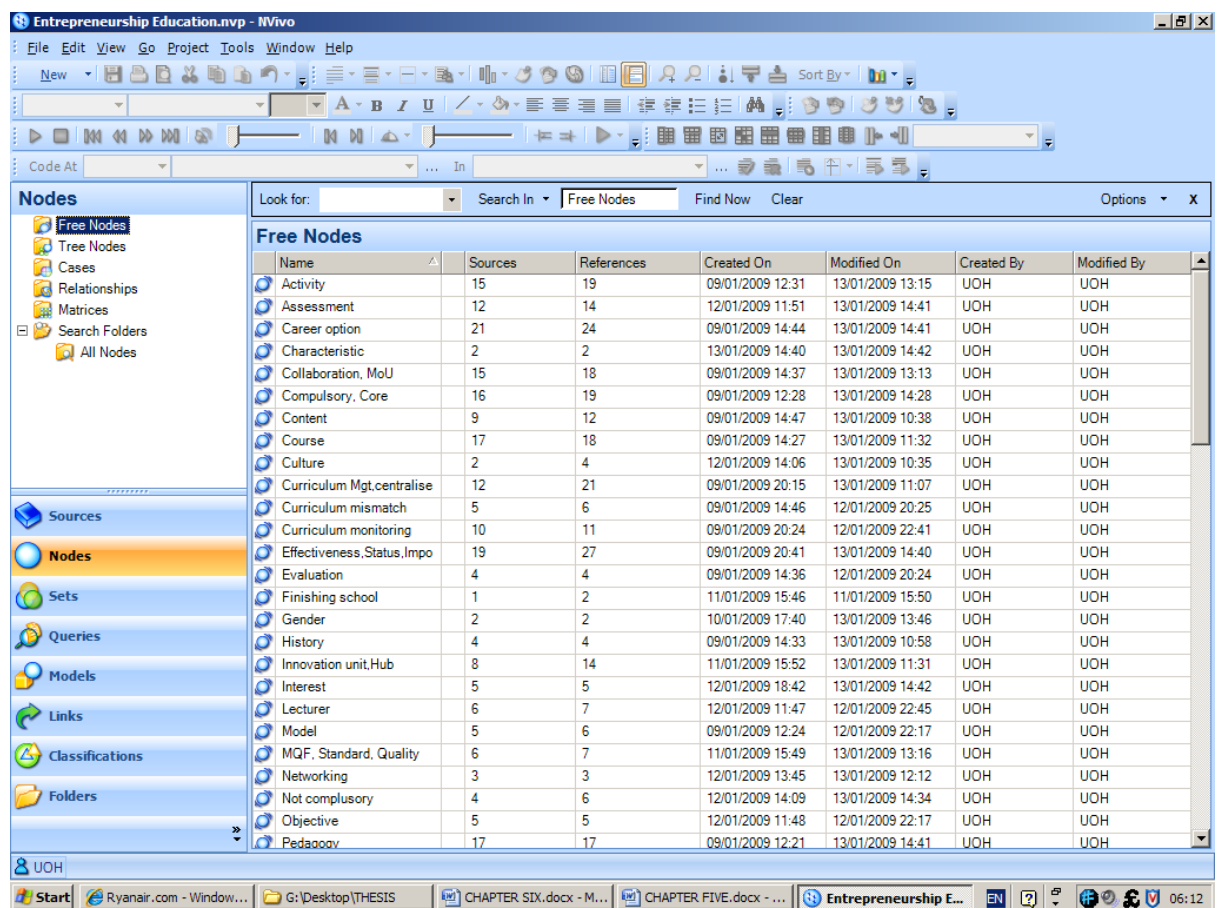 Entrepreneurship Education.nvp - NVivo
File Edit View Go Project Tools Window Help
New Sort By
A B I U
Code At ... In ...
Nodes
Free Nodes
Tree Nodes
Cases
Relationships
Matrices
Search Folders
All Nodes
Sources
Nodes
Sets
Queries
Models
Links
Classifications
Folders
»
Look for: Search In Free Nodes Find Now Clear Options x
Free Nodes
Name Sources References Created On Modified On Created By Modified By
Activity 15 19 09/01/2009 12:31 13/01/2009 13:15 UOH UOH
Assessment 12 14 12/01/2009 11:51 13/01/2009 14:41 UOH UOH
Career option 21 24 09/01/2009 14:44 13/01/2009 14:41 UOH UOH
Characteristic 2 2 13/01/2009 14:40 13/01/2009 14:42 UOH UOH
Collaboration, MoU 15 18 09/01/2009 14:37 13/01/2009 13:13 UOH UOH
Compulsory, Core 16 19 09/01/2009 12:28 13/01/2009 14:28 UOH UOH
Content 9 12 09/01/2009 14:47 13/01/2009 10:38 UOH UOH
Course 17 18 09/01/2009 14:27 13/01/2009 11:32 UOH UOH
Culture 2 4 12/01/2009 14:06 13/01/2009 10:35 UOH UOH
Curriculum Mgt,centralise 12 21 09/01/2009 20:15 13/01/2009 11:07 UOH UOH
Curriculum mismatch 5 6 09/01/2009 14:46 12/01/2009 20:25 UOH UOH
Curriculum monitoring 10 11 09/01/2009 20:24 12/01/2009 22:41 UOH UOH
Effectiveness,Status,Impo 19 27 09/01/2009 20:41 13/01/2009 14:40 UOH UOH
Evaluation 4 4 09/01/2009 14:36 12/01/2009 20:24 UOH UOH
Finishing school 1 2 11/01/2009 15:46 11/01/2009 15:50 UOH UOH
Gender 2 2 10/01/2009 17:40 13/01/2009 13:46 UOH UOH
History 4 4 09/01/2009 14:33 13/01/2009 10:58 UOH UOH
Innovation unit,Hub 8 14 11/01/2009 15:52 13/01/2009 11:31 UOH UOH
Interest 5 5 12/01/2009 18:42 13/01/2009 14:42 UOH UOH
Lecturer 6 7 12/01/2009 11:47 12/01/2009 22:45 UOH UOH
Model 5 6 09/01/2009 12:24 12/01/2009 22:17 UOH UOH
MQF, Standard, Quality 6 7 11/01/2009 15:49 13/01/2009 13:16 UOH UOH
Networking 3 3 12/01/2009 13:45 13/01/2009 12:12 UOH UOH
Not complusory 4 6 12/01/2009 14:09 13/01/2009 14:34 UOH UOH
Objective 5 5 12/01/2009 11:48 12/01/2009 22:17 UOH UOH
Pedagogy 17 17 09/01/2009 12:21 13/01/2009 14:41 UOH UOH
UOH
Start Ryanair.com - Window... G:\Desktop\THESIS CHAPTER SIX.docx - M... CHAPTER FIVE.docx - ... Entrepreneurship E... EN 06:12